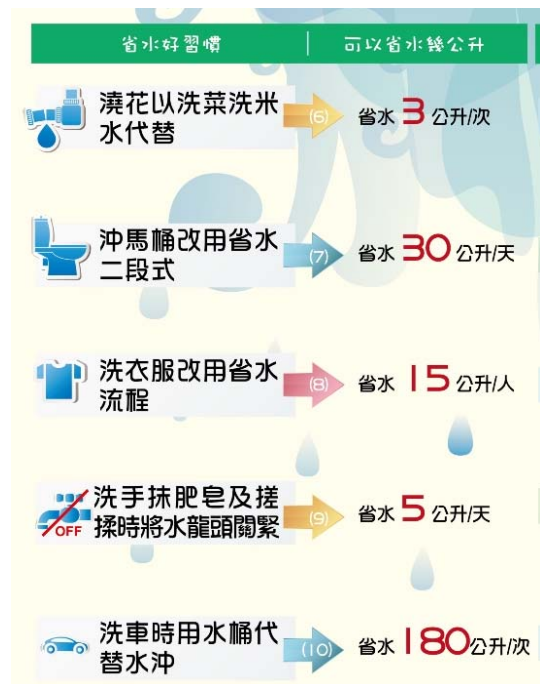 省水好習慣 | 可以省水幾公升
澆花以洗菜洗米
水代替
(6)
省水 3 公升/次
沖馬桶改用省水
二段式
(7)
省水 30 公升/天
洗衣服改用省水
流程
(8)
省水 15 公升/人
洗手抹肥皂及搓
揉時將水龍頭關緊
OFF
(9)
省水 5 公升/天
洗車時用水桶代
替水沖
(10)
省水 180公升/次